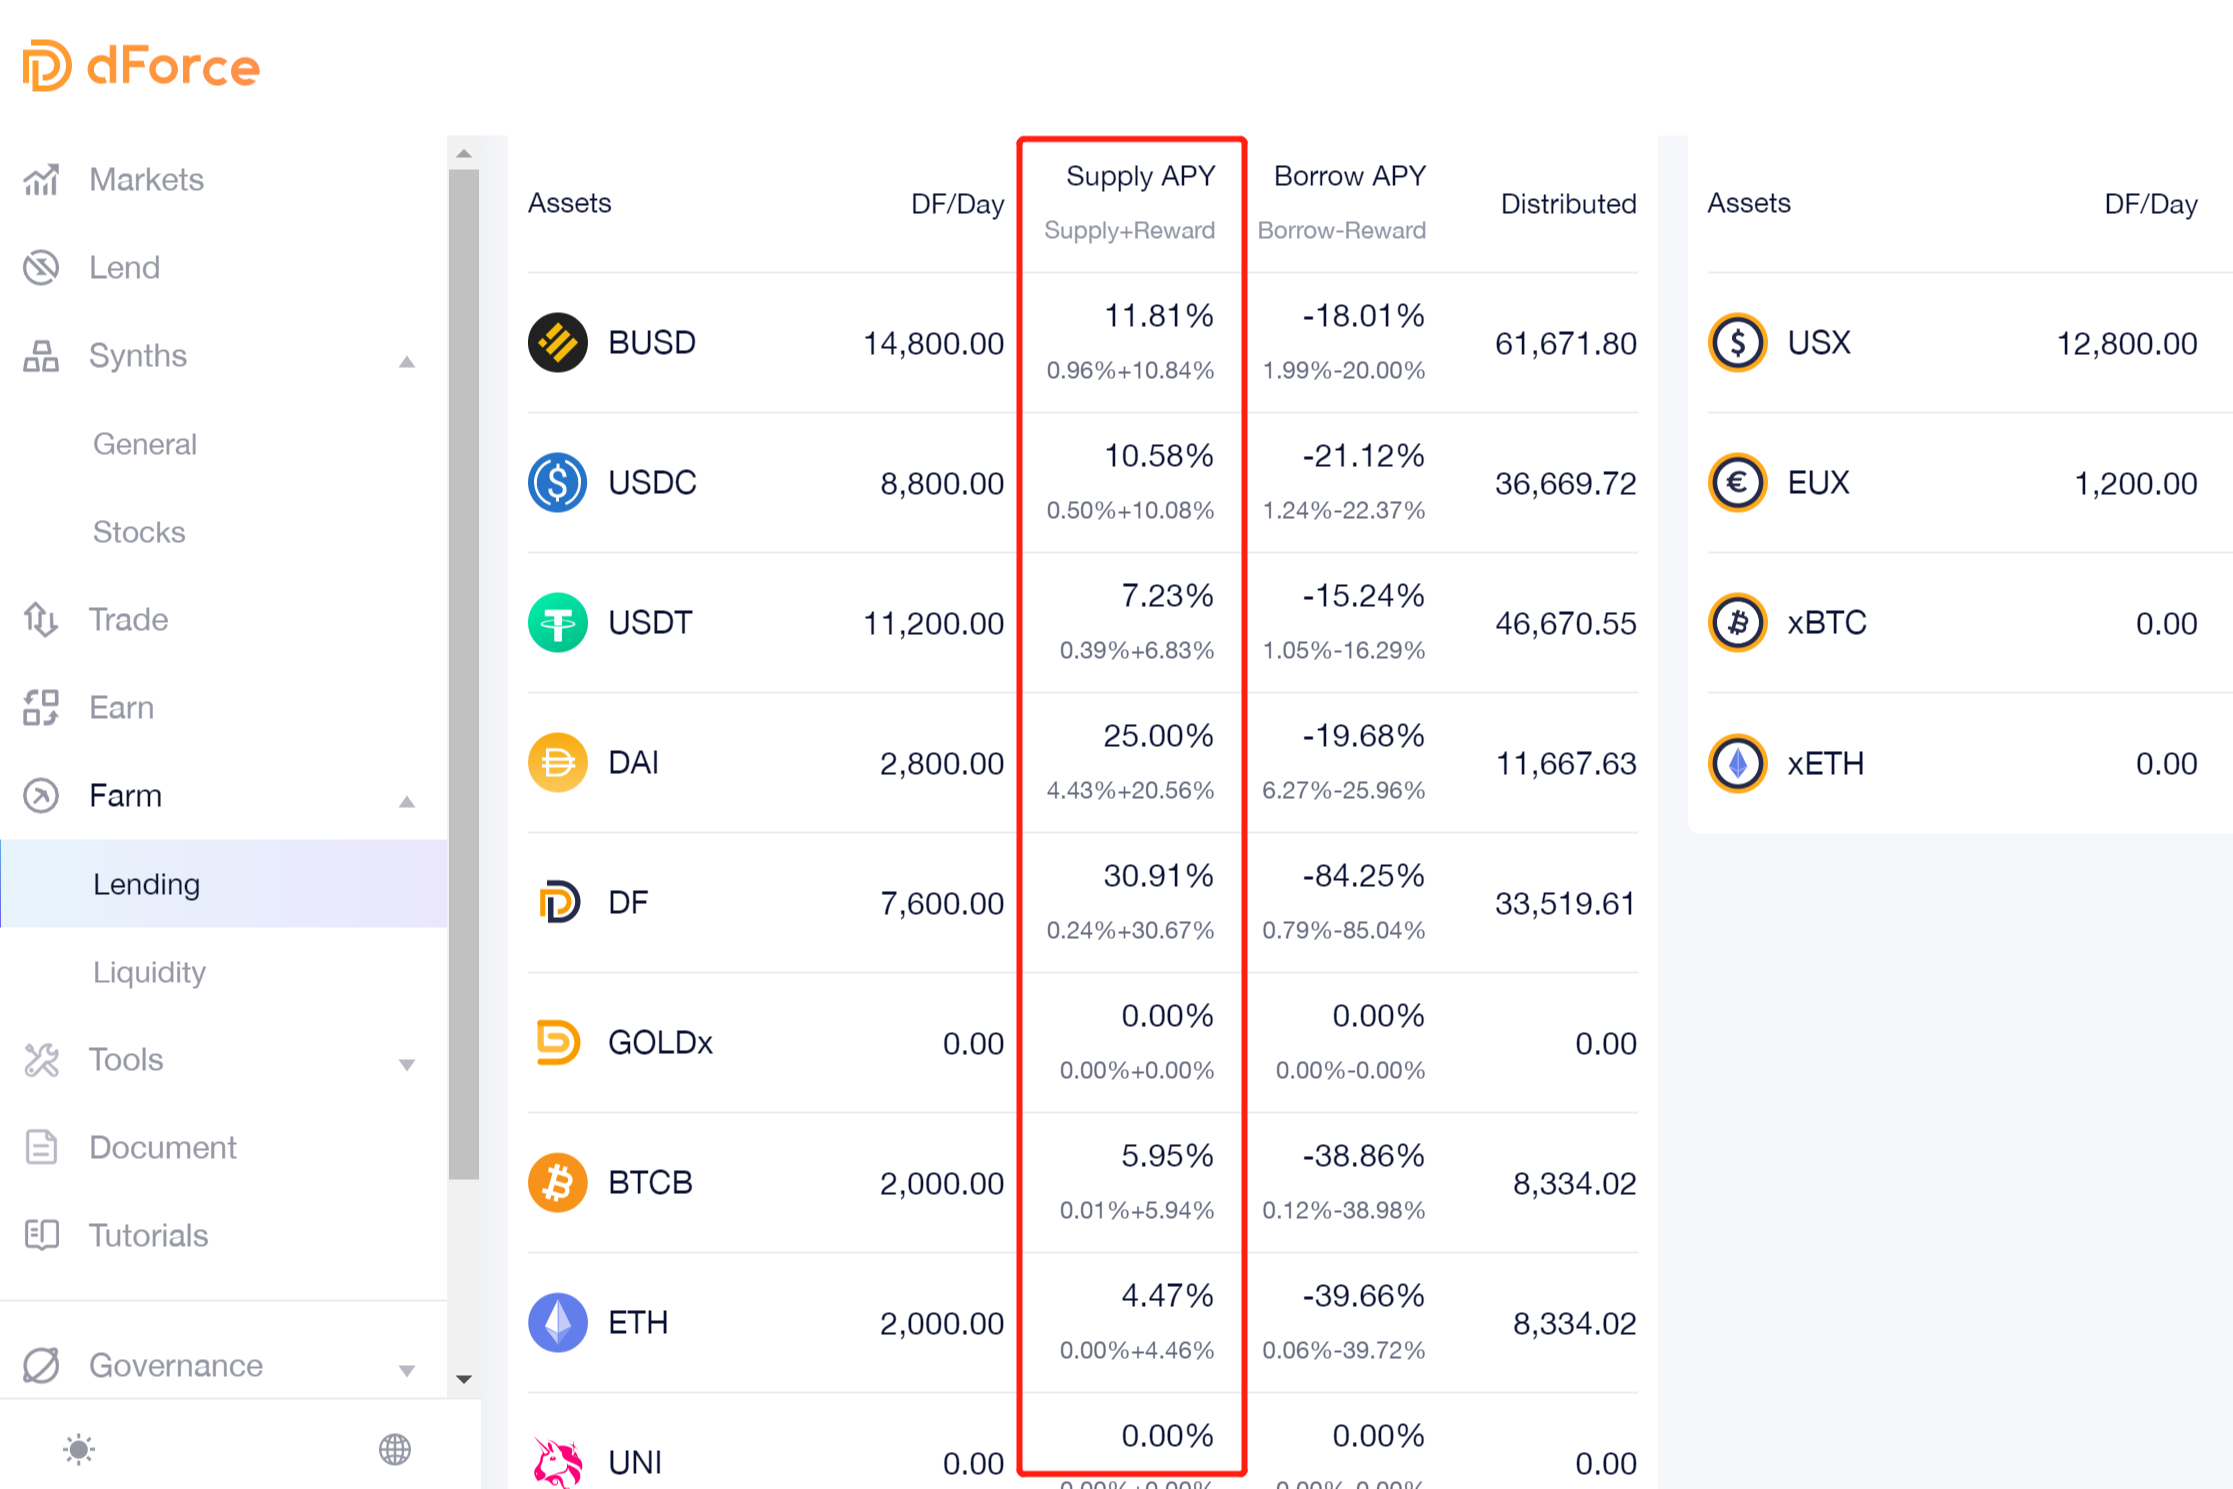 dForce
Markets
Lend
Synths
General
Stocks
Trade
Earn
Farm
Lending
Liquidity
Tools
Document
Tutorials
Governance
Assets DF/Day Supply APY Borrow APY Distributed
Supply+Reward Borrow-Reward
BUSD 14,800.00 11.81% -18.01% 61,671.80
0.96%+10.84% 1.99%-20.00%
USDC 8,800.00 10.58% -21.12% 36,669.72
0.50%+10.08% 1.24%-22.37%
USDT 11,200.00 7.23% -15.24% 46,670.55
0.39%+6.83% 1.05%-16.29%
DAI 2,800.00 25.00% -19.68% 11,667.63
4.43%+20.56% 6.27%-25.96%
DF 7,600.00 30.91% -84.25% 33,519.61
0.24%+30.67% 0.79%-85.04%
GOLDx 0.00 0.00% 0.00% 0.00
0.00%+0.00% 0.00%-0.00%
BTCB 2,000.00 5.95% -38.86% 8,334.02
0.01%+5.94% 0.12%-38.98%
ETH 2,000.00 4.47% -39.66% 8,334.02
0.00%+4.46% 0.06%-39.72%
UNI 0.00 0.00% 0.00% 0.00
Assets DF/Day
USX 12,800.00
EUX 1,200.00
xBTC 0.00
xETH 0.00